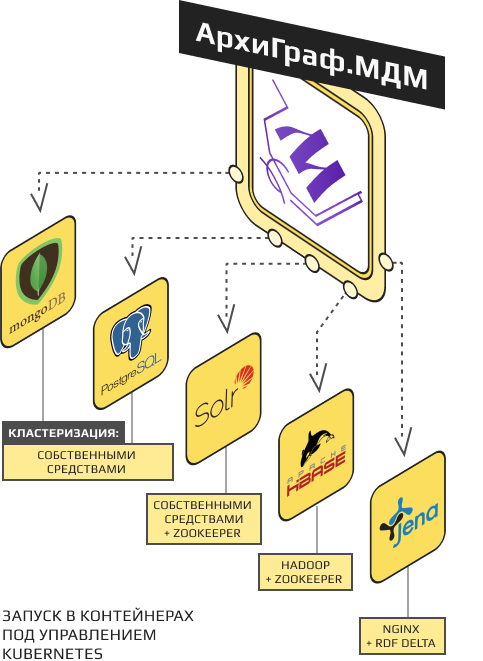 АрхиГраф.МДМ
mongoDB
PostgreSQL
Solr
APACHE
HBASE
Jena
КЛАСТЕРИЗАЦИЯ:
СОБСТВЕННЫМИ
СРЕДСТВАМИ
СОБСТВЕННЫМИ
СРЕДСТВАМИ
+ ZOOKEEPER
HADOOP
+ ZOOKEEPER
NGINX
+ RDF DELTA
ЗАПУСК В КОНТЕЙНЕРАХ
ПОД УПРАВЛЕНИЕМ
KUBERNETES